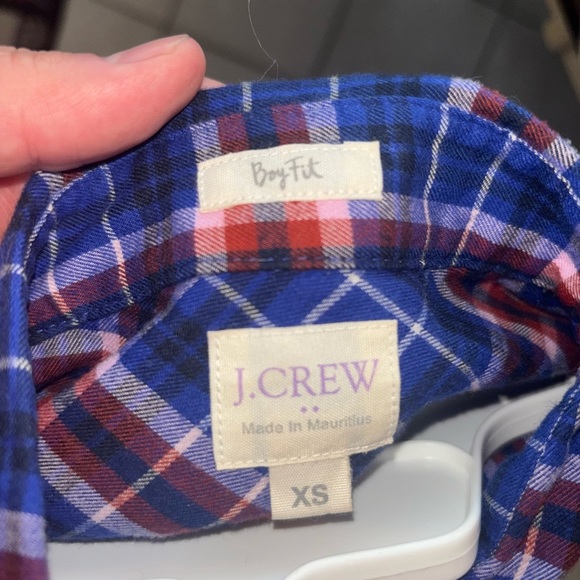 Boy Fit
J.CREW
Made In Mauritius
XS